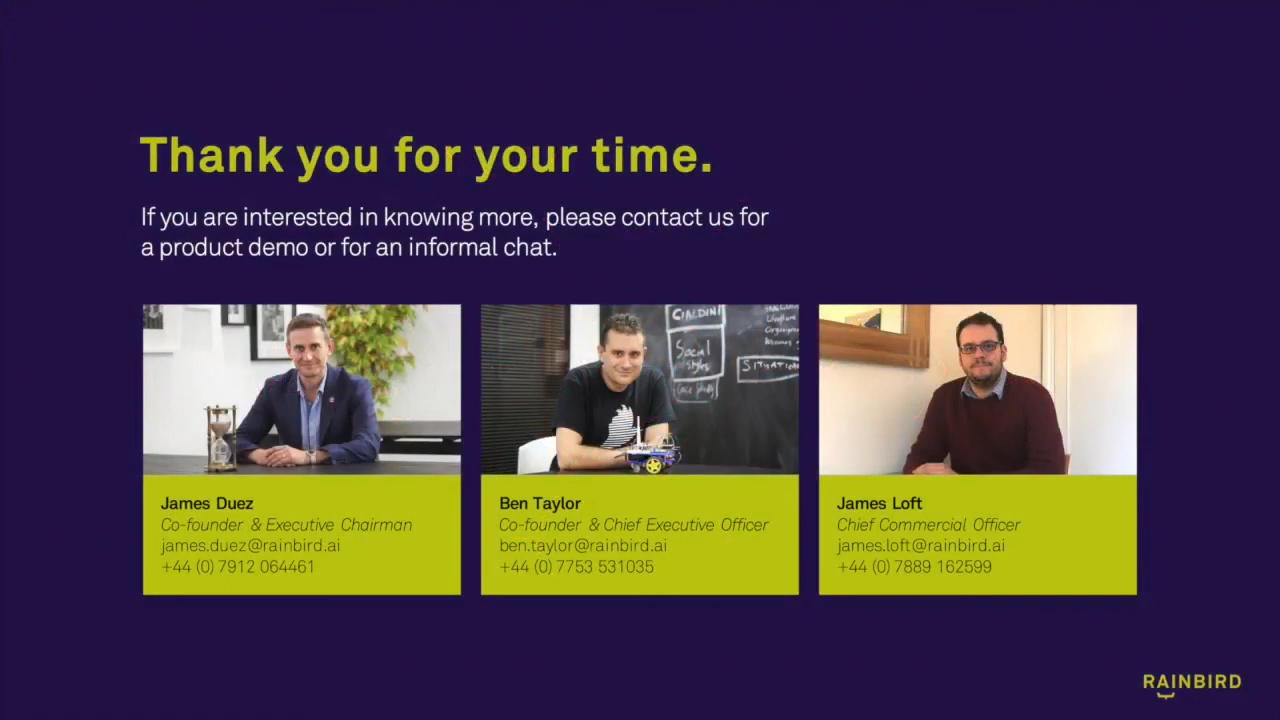 Thank you for your time.
If you are interested in knowing more, please contact us for
a product demo or for an informal chat.
CIALDINI
Social
Styles
James Duez
Co-founder & Executive Chairman
james.duez@rainbird.ai
+44 (0) 7912 064461
Ben Taylor
Co-founder & Chief Executive Officer
ben.taylor@rainbird.ai
+44 (0) 7753 531035
James Loft
Chief Commercial Officer
james.loft@rainbird.ai
+44 (0) 7889 162599
RAINBIRD